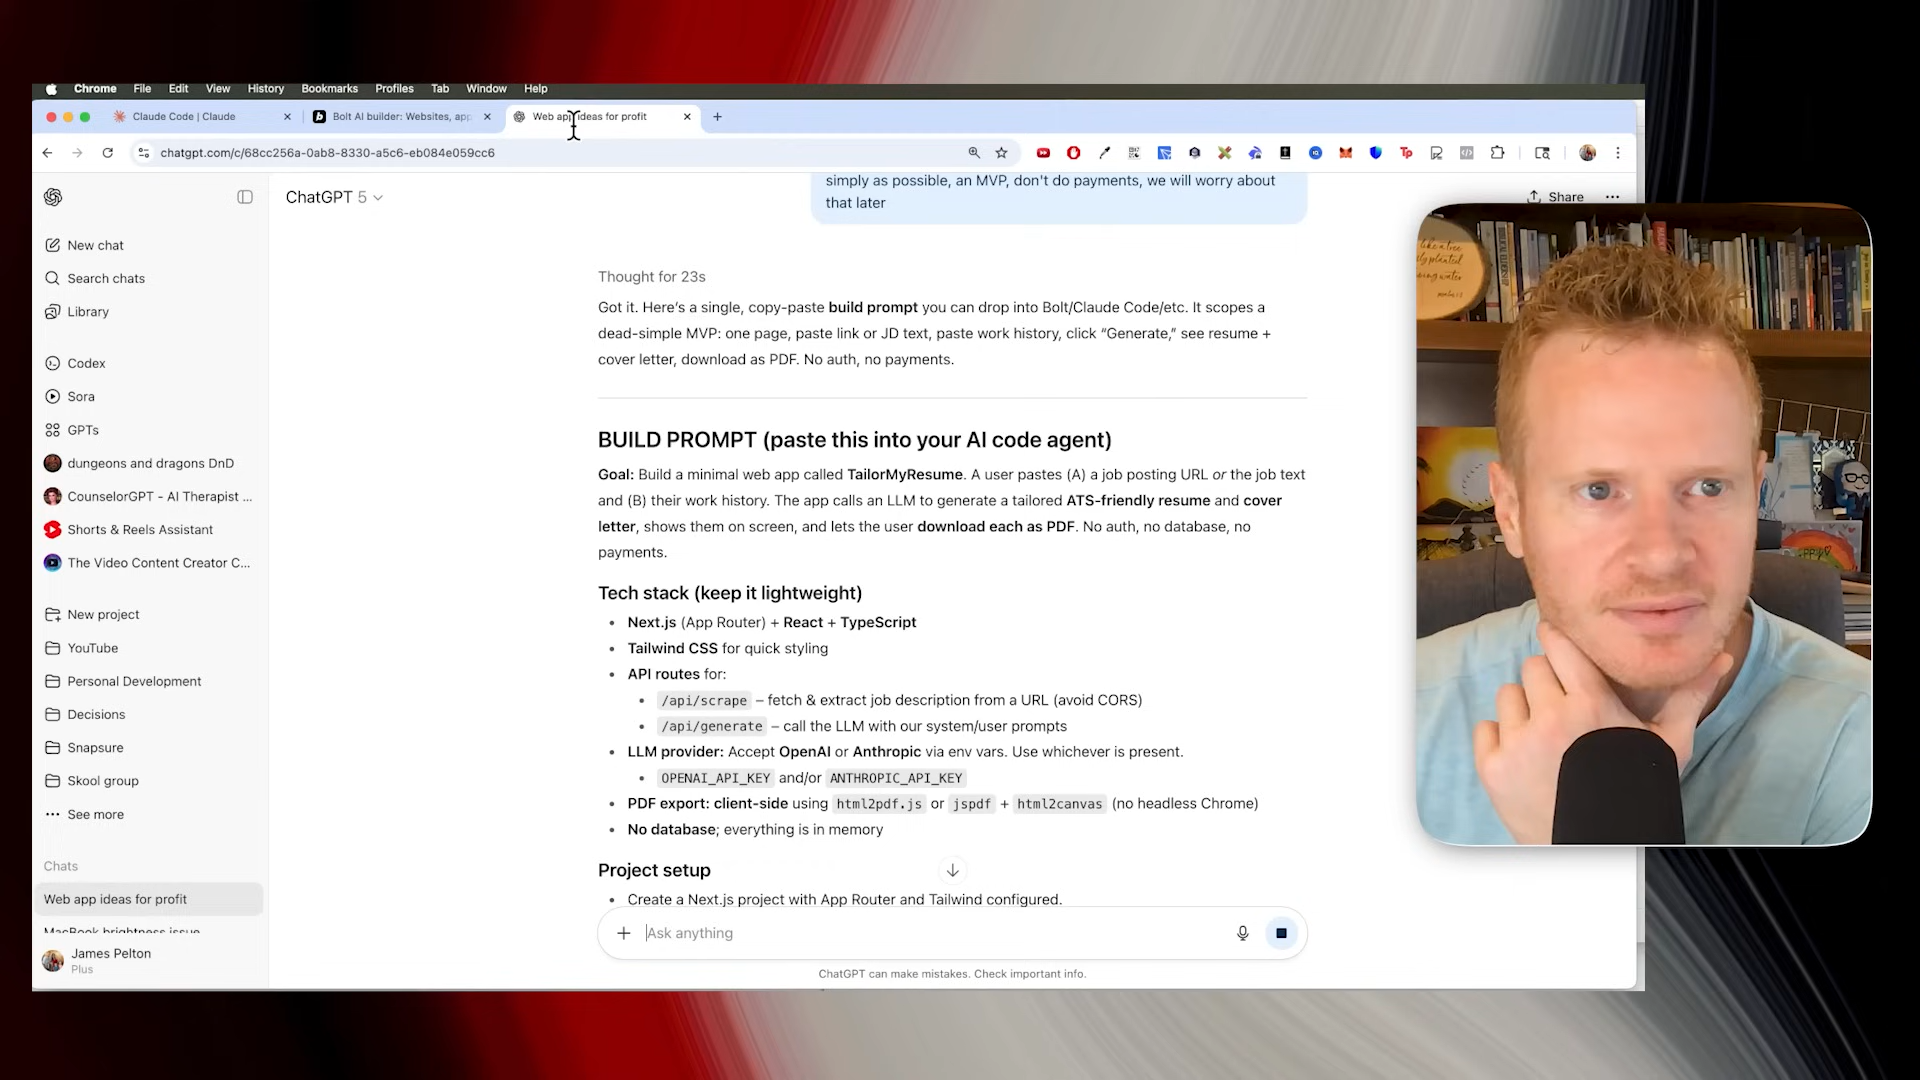 Chrome File Edit View History Bookmarks Profiles Tab Window Help
Claude Code | Claude
Bolt AI builder: Websites, app
Web app ideas for profit
chatgpt.com/c/68cc256a-0ab8-8330-a5c6-eb084e059cc6
ChatGPT 5
Share
New chat
Search chats
Library
Codex
Sora
GPTs
dungeons and dragons DnD
CounselorGPT - AI Therapist ...
Shorts & Reels Assistant
The Video Content Creator C...
New project
YouTube
Personal Development
Decisions
Snapsure
Skool group
See more
Chats
Web app ideas for profit
MacBook brightness issue
James Pelton
Plus
simply as possible, an MVP, don't do payments, we will worry about
that later
Thought for 23s
Got it. Here's a single, copy-paste build prompt you can drop into Bolt/Claude Code/etc. It scopes a
dead-simple MVP: one page, paste link or JD text, paste work history, click “Generate,” see resume +
cover letter, download as PDF. No auth, no payments.
BUILD PROMPT (paste this into your AI code agent)
Goal: Build a minimal web app called TailorMyResume. A user pastes (A) a job posting URL or the job text
and (B) their work history. The app calls an LLM to generate a tailored ATS-friendly resume and cover
letter, shows them on screen, and lets the user download each as PDF. No auth, no database, no
payments.
Tech stack (keep it lightweight)
• Next.js (App Router) + React + TypeScript
• Tailwind CSS for quick styling
• API routes for:
• /api/scrape – fetch & extract job description from a URL (avoid CORS)
• /api/generate – call the LLM with our system/user prompts
• LLM provider: Accept OpenAI or Anthropic via env vars. Use whichever is present.
• OPENAI_API_KEY and/or ANTHROPIC_API_KEY
• PDF export: client-side using html2pdf.js or jspdf + html2canvas (no headless Chrome)
• No database; everything is in memory
Project setup
• Create a Next.js project with App Router and Tailwind configured.
Ask anything
ChatGPT can make mistakes. Check important info.